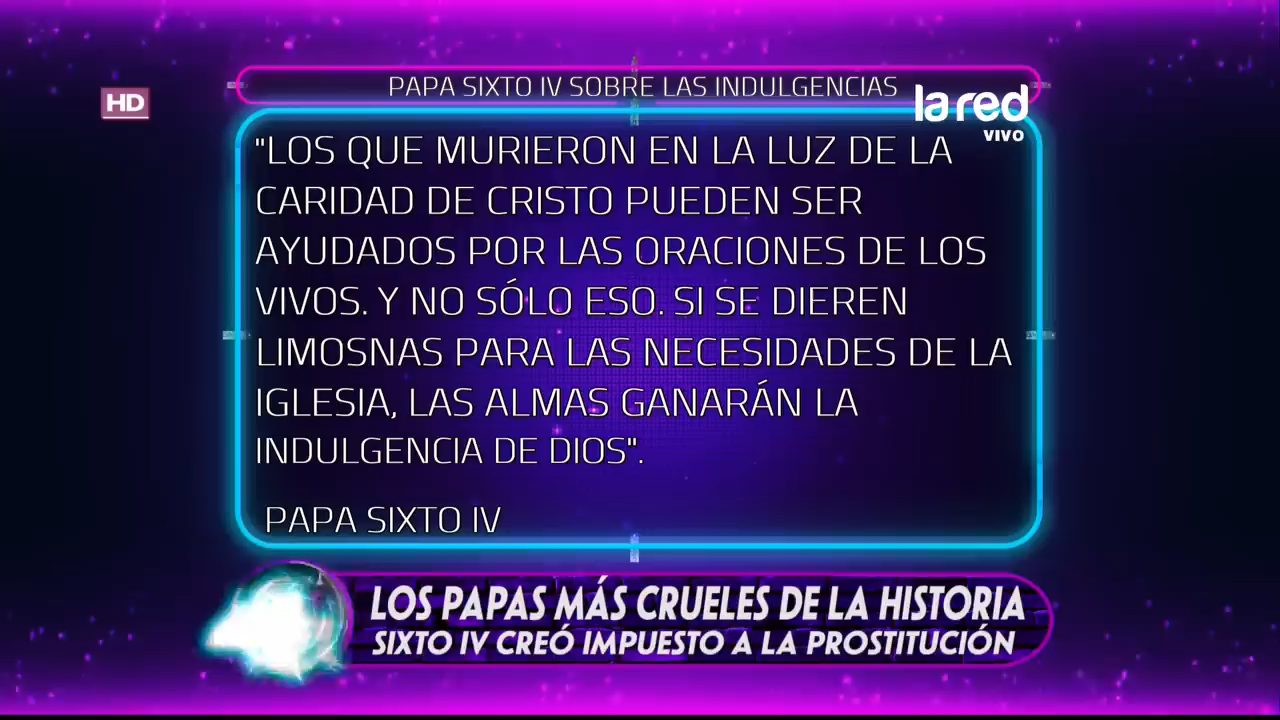 PAPA SIXTO IV SOBRE LAS INDULGENCIAS
HD
la red
VIVO
"LOS QUE MURIERON EN LA LUZ DE LA
CARIDAD DE CRISTO PUEDEN SER
AYUDADOS POR LAS ORACIONES DE LOS
VIVOS. Y NO SÓLO ESO. SI SE DIEREN
LIMOSNAS PARA LAS NECESIDADES DE LA
IGLESIA, LAS ALMAS GANARÁN LA
INDULGENCIA DE DIOS".
PAPA SIXTO IV
LOS PAPAS MÁS CRUELES DE LA HISTORIA
SIXTO IV CREÓ IMPUESTO A LA PROSTITUCIÓN